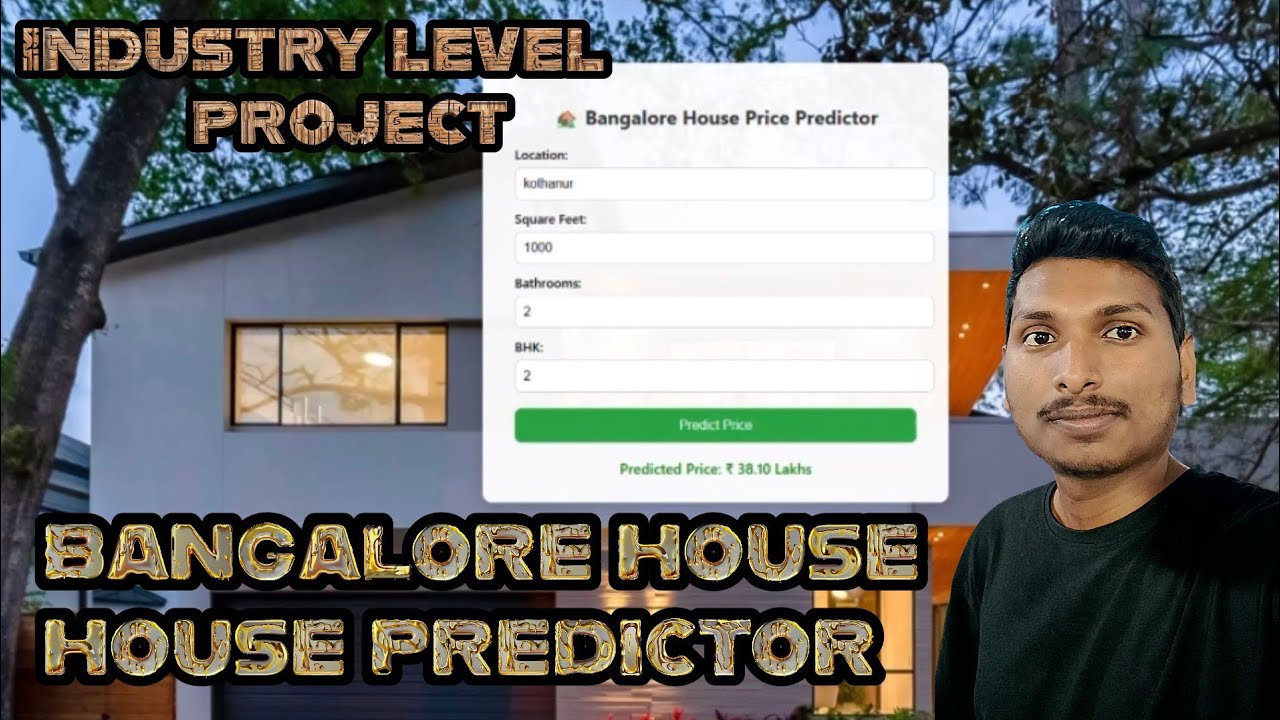 INDUSTRY LEVEL
PROJECT
Bangalore House Price Predictor
Location:
kothanur
Square Feet:
1000
Bathrooms:
2
BHK:
2
Predict Price
Predicted Price: ₹ 38.10 Lakhs
BANGALORE HOUSE
HOUSE PREDICTOR